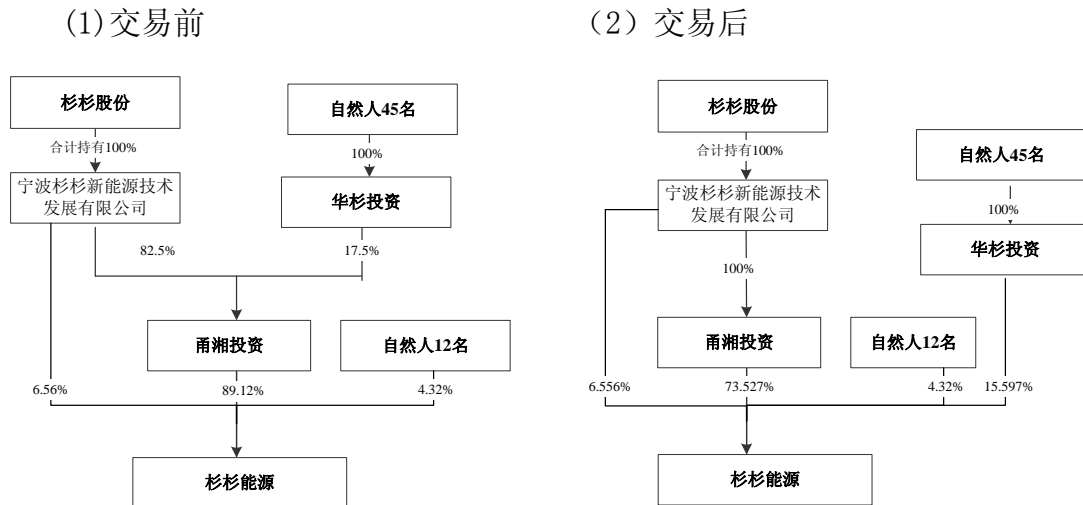 (1)交易前
杉杉股份
自然人45名
合计持有100%
100%
宁波杉杉新能源技术
发展有限公司
华杉投资
82.5%
17.5%
甬湘投资
自然人12名
6.56%
89.12%
4.32%
杉杉能源
（2）交易后
杉杉股份
合计持有100%
自然人45名
宁波杉杉新能源技术
发展有限公司
100%
华杉投资
100%
甬湘投资
自然人12名
6.556%
73.527%
4.32%
15.597%
杉杉能源